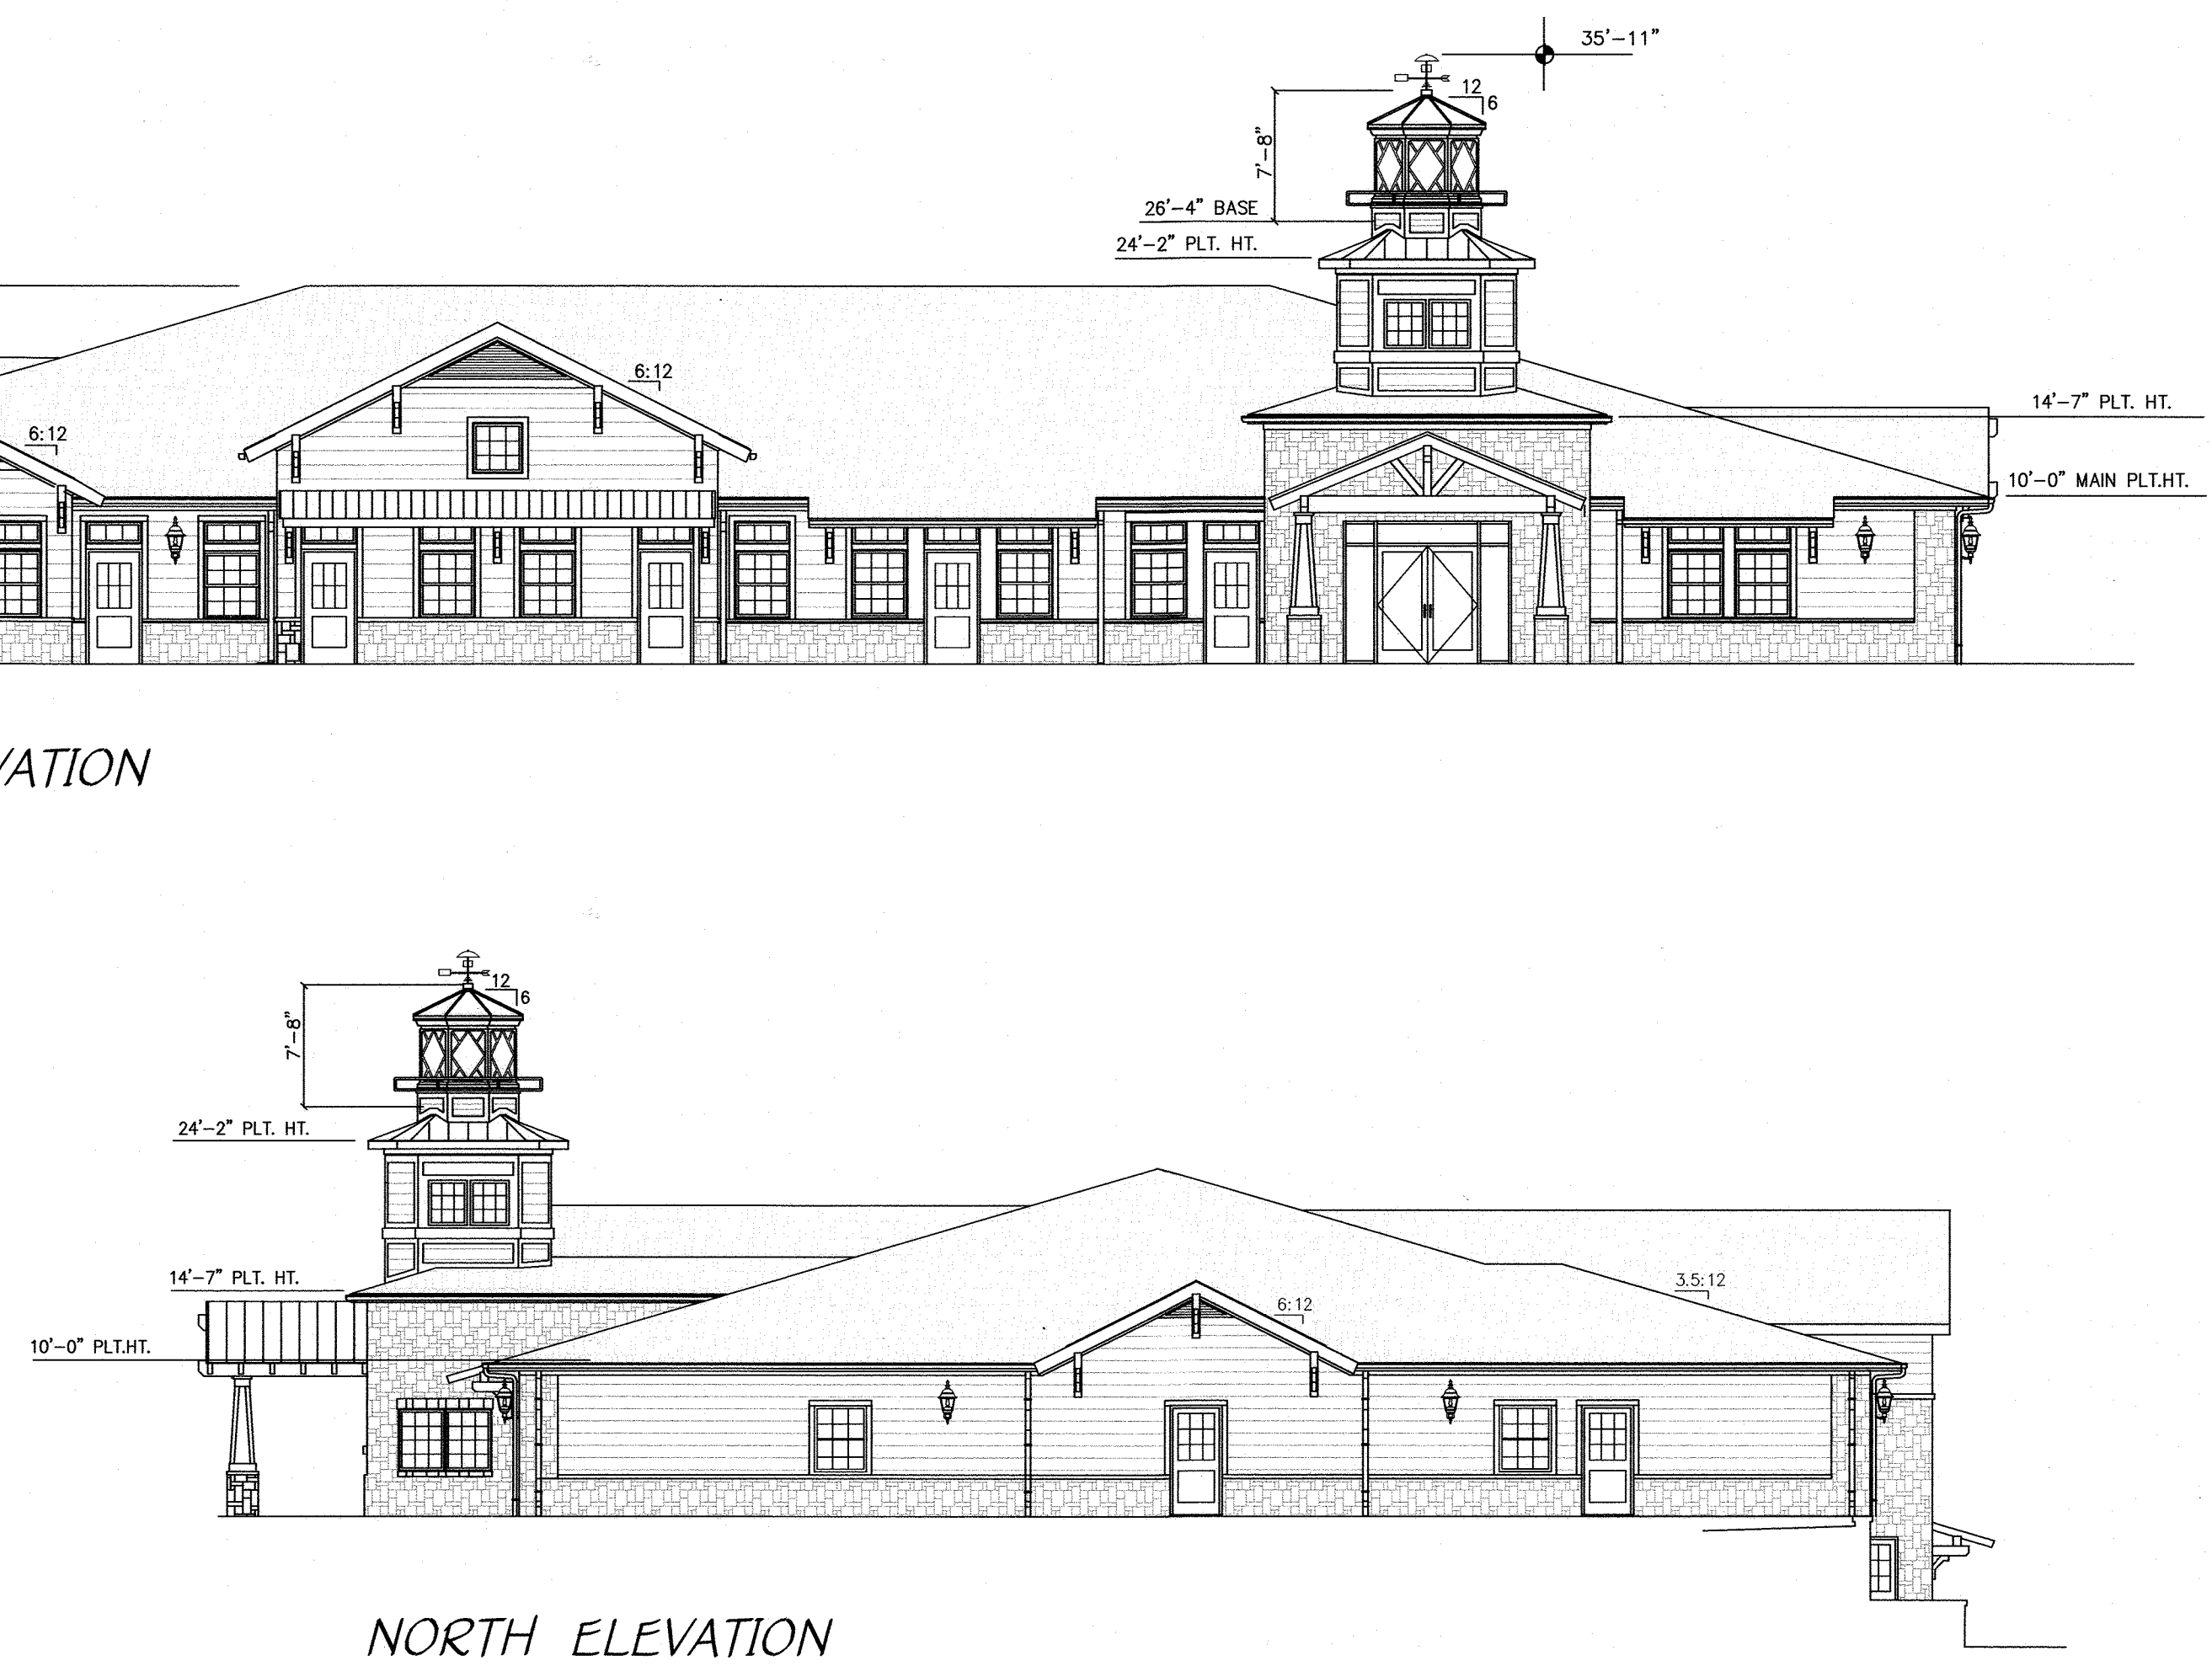 35'-11"
12
6
7'-8"
26'-4" BASE
24'-2" PLT. HT.
6:12
6:12
14'-7" PLT. HT.
10'-0" MAIN PLT.HT.
VATION
12
6
7'-8"
24'-2" PLT. HT.
14'-7" PLT. HT.
3.5:12
6:12
10'-0" PLT.HT.
NORTH ELEVATION